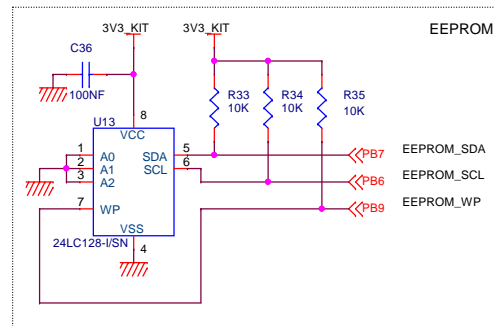 3V3_KIT
3V3_KIT
EEPROM
C36
100NF
R33
10K
R34
10K
R35
10K
U13
8
VCC
1
A0
SDA
5
PB7
EEPROM_SDA
2
A1
SCL
6
PB6
EEPROM_SCL
3
A2
7
WP
PB9
EEPROM_WP
VSS
24LC128-I/SN
4